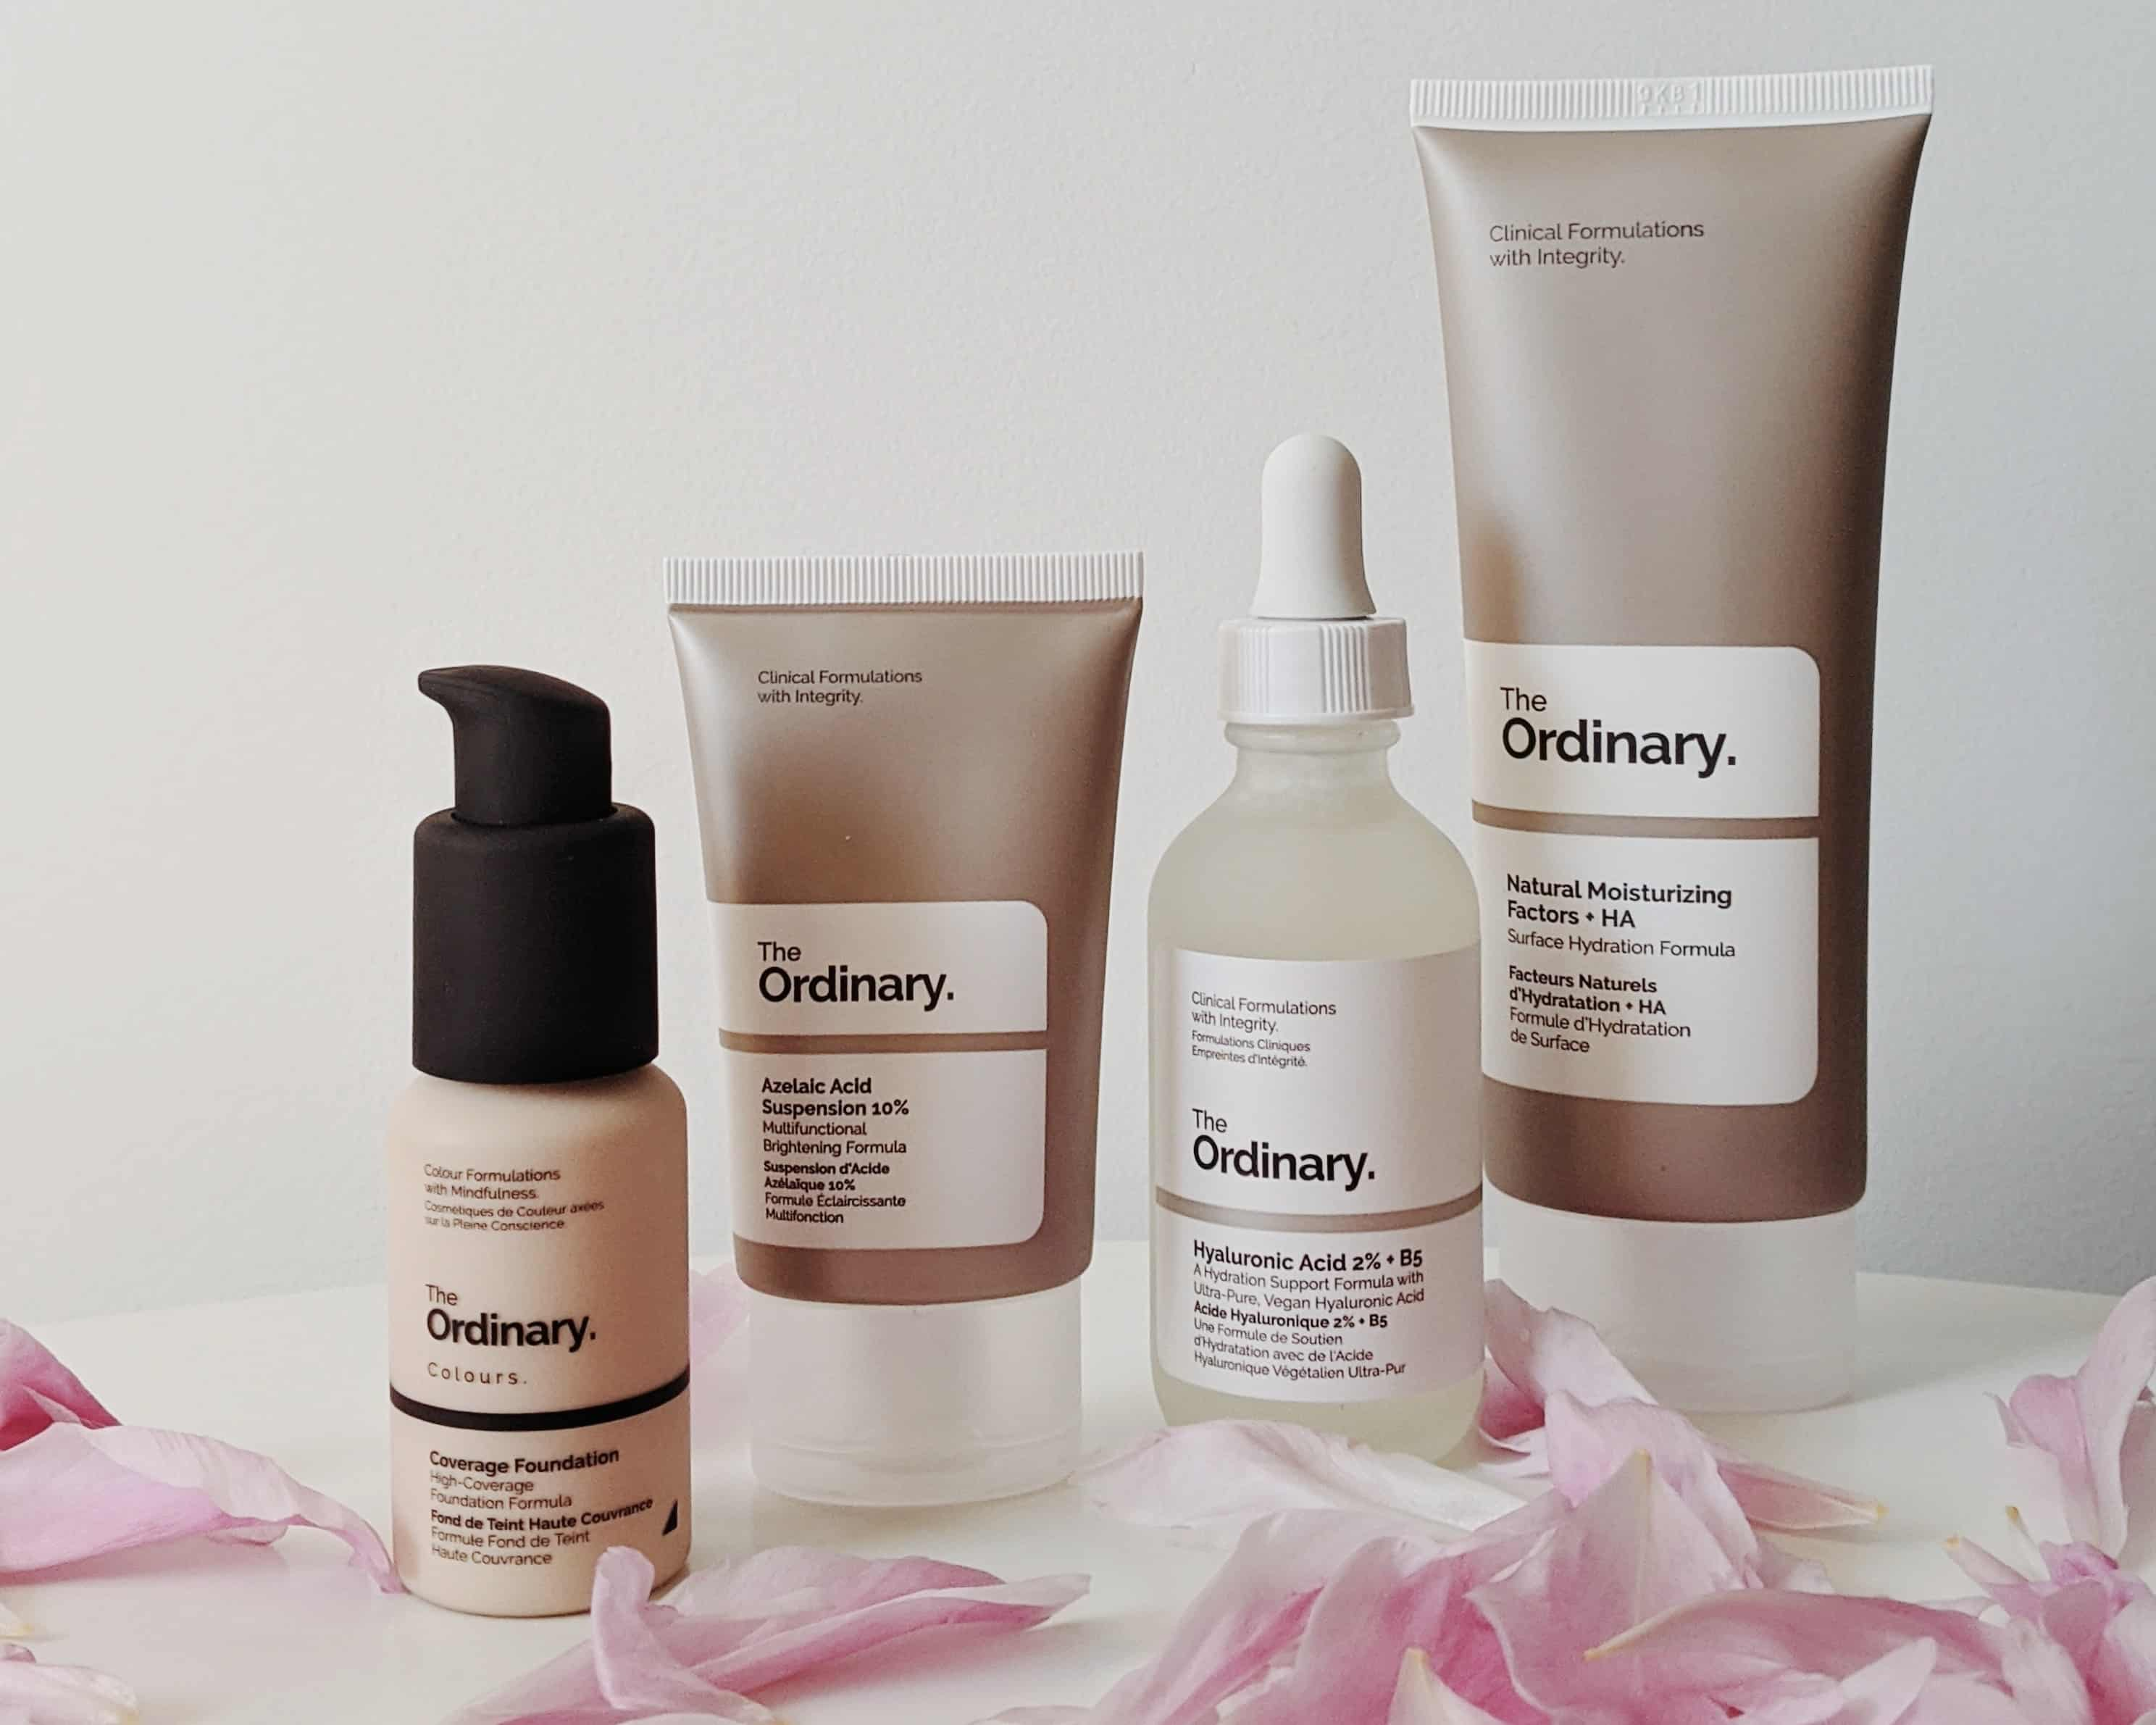 Colour Formulations
with Mindfulness.
Cosmétiques de Couleur axées
sur la Pleine Conscience.
The
Ordinary.
Colours.
Coverage Foundation
High-Coverage
Foundation Formula
Fond de Teint Haute Couvrance
Formule Fond de Teint
Haute Couvrance
Clinical Formulations
with Integrity.
The
Ordinary.
Azelaic Acid
Suspension 10%
Multifunctional
Brightening Formula
Suspension d'Acide
Azélaïque 10%
Formule Éclaircissante
Multifonction
Clinical Formulations
with Integrity.
Formulations Cliniques
Empreintes d'Intégrité.
The
Ordinary.
Hyaluronic Acid 2% + B5
A Hydration Support Formula with
Ultra-Pure, Vegan Hyaluronic Acid
Acide Hyaluronique 2% + B5
Une Formule de Soutien
d'Hydratation avec de l'Acide
Hyaluronique Végétalien Ultra-Pur
9KB1
Clinical Formulations
with Integrity.
The
Ordinary.
Natural Moisturizing
Factors + HA
Surface Hydration Formula
Facteurs Naturels
d'Hydratation + HA
Formule d'Hydratation
de Surface